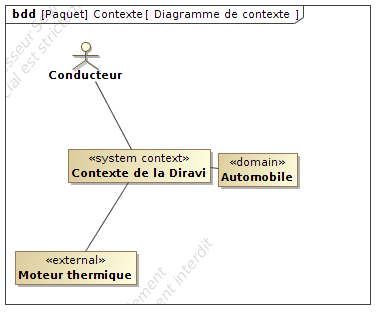 bdd [Paquet] Contexte [ Diagramme de contexte ]
Conducteur
«system context»
Contexte de la Diravi
«domain»
Automobile
«external»
Moteur thermique